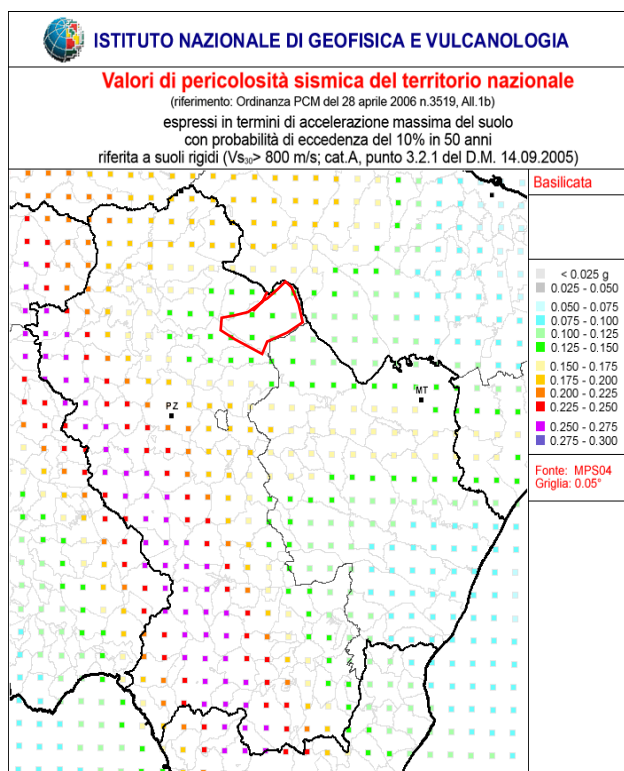 ISTITUTO NAZIONALE DI GEOFISICA E VULCANOLOGIA
Valori di pericolosità sismica del territorio nazionale
(riferimento: Ordinanza PCM del 28 aprile 2006 n.3519, All.1b)
espressi in termini di accelerazione massima del suolo
con probabilità di eccedenza del 10% in 50 anni
riferita a suoli rigidi (Vs30> 800 m/s; cat.A, punto 3.2.1 del D.M. 14.09.2005)
Basilicata
< 0.025 g
0.025 - 0.050
0.050 - 0.075
0.075 - 0.100
0.100 - 0.125
0.125 - 0.150
0.150 - 0.175
0.175 - 0.200
0.200 - 0.225
0.225 - 0.250
0.250 - 0.275
0.275 - 0.300
Fonte: MPS04
Griglia: 0.05°
MT
PZ